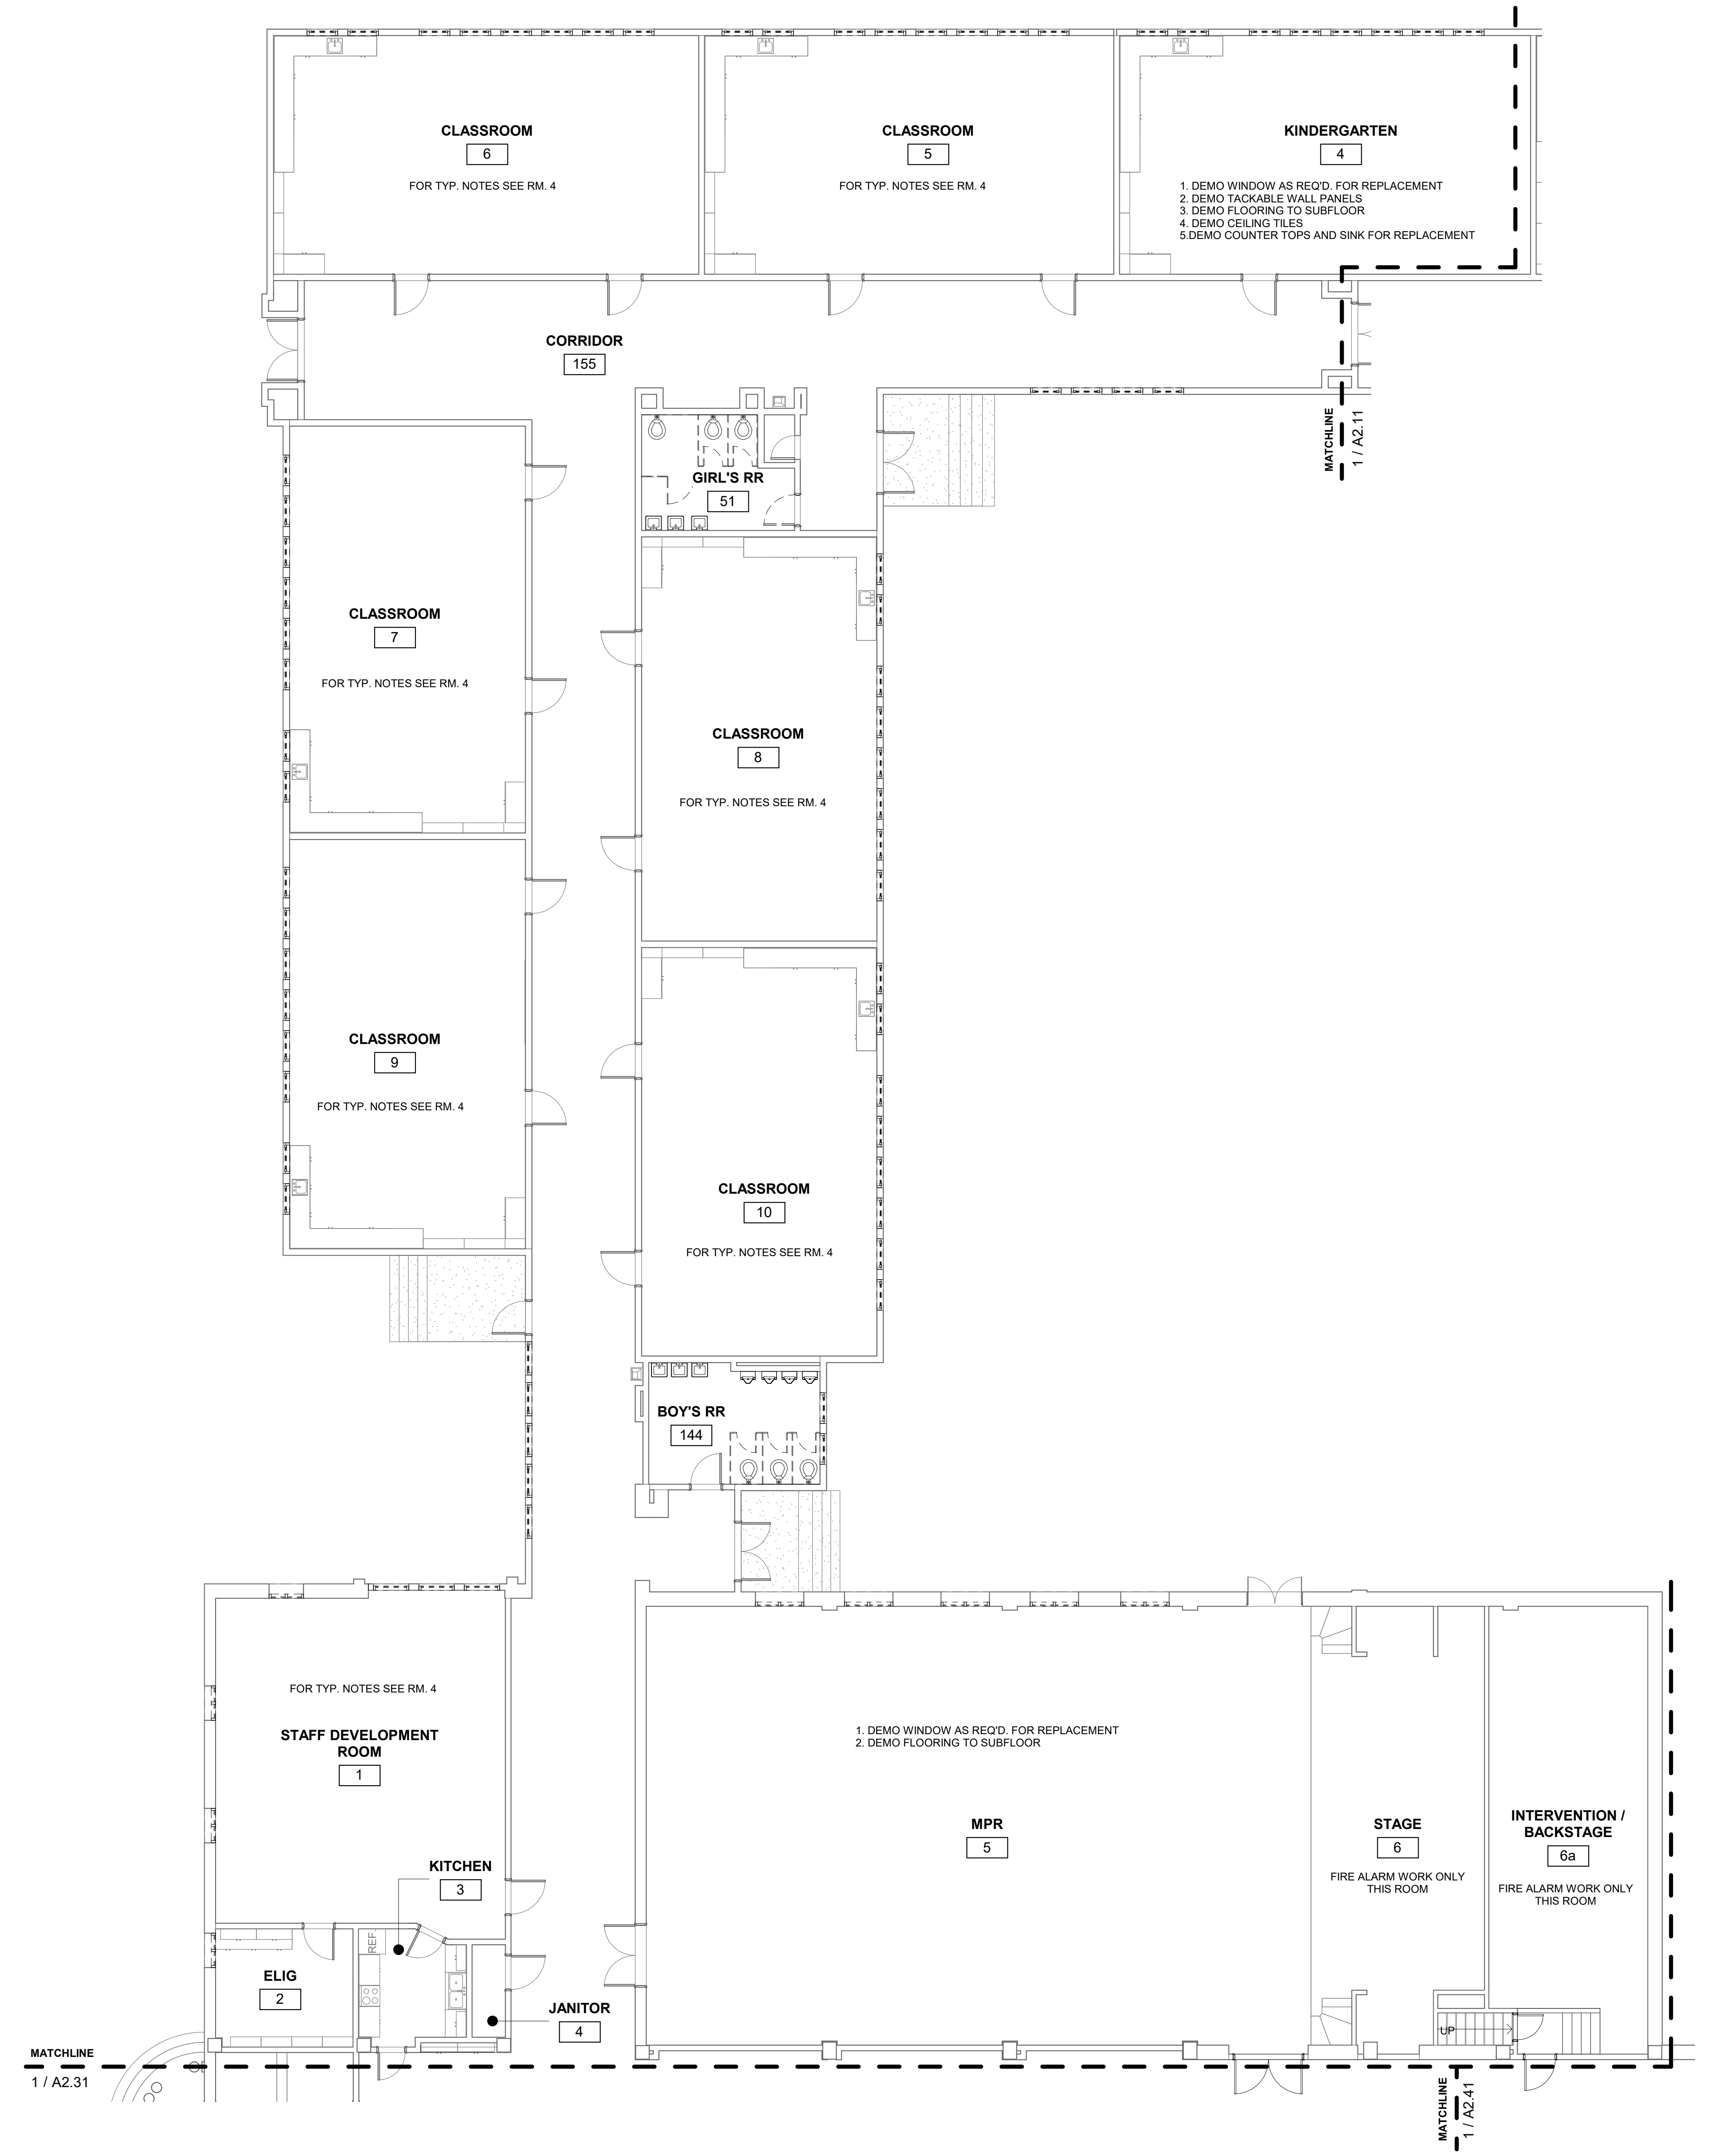 CLASSROOM
6
FOR TYP. NOTES SEE RM. 4
CLASSROOM
5
FOR TYP. NOTES SEE RM. 4
KINDERGARTEN
4
1. DEMO WINDOW AS REQ'D. FOR REPLACEMENT
2. DEMO TACKABLE WALL PANELS
3. DEMO FLOORING TO SUBFLOOR
4. DEMO CEILING TILES
5.DEMO COUNTER TOPS AND SINK FOR REPLACEMENT
CORRIDOR
155
MATCHLINE
1 / A2.11
GIRL'S RR
51
CLASSROOM
7
FOR TYP. NOTES SEE RM. 4
CLASSROOM
8
FOR TYP. NOTES SEE RM. 4
CLASSROOM
9
FOR TYP. NOTES SEE RM. 4
CLASSROOM
10
FOR TYP. NOTES SEE RM. 4
BOY'S RR
144
FOR TYP. NOTES SEE RM. 4
STAFF DEVELOPMENT
ROOM
1
1. DEMO WINDOW AS REQ'D. FOR REPLACEMENT
2. DEMO FLOORING TO SUBFLOOR
MPR
5
STAGE
6
FIRE ALARM WORK ONLY
THIS ROOM
INTERVENTION /
BACKSTAGE
6a
FIRE ALARM WORK ONLY
THIS ROOM
KITCHEN
3
REF
ELIG
2
JANITOR
4
UP
MATCHLINE
1 / A2.31
MATCHLINE
1 / A2.41